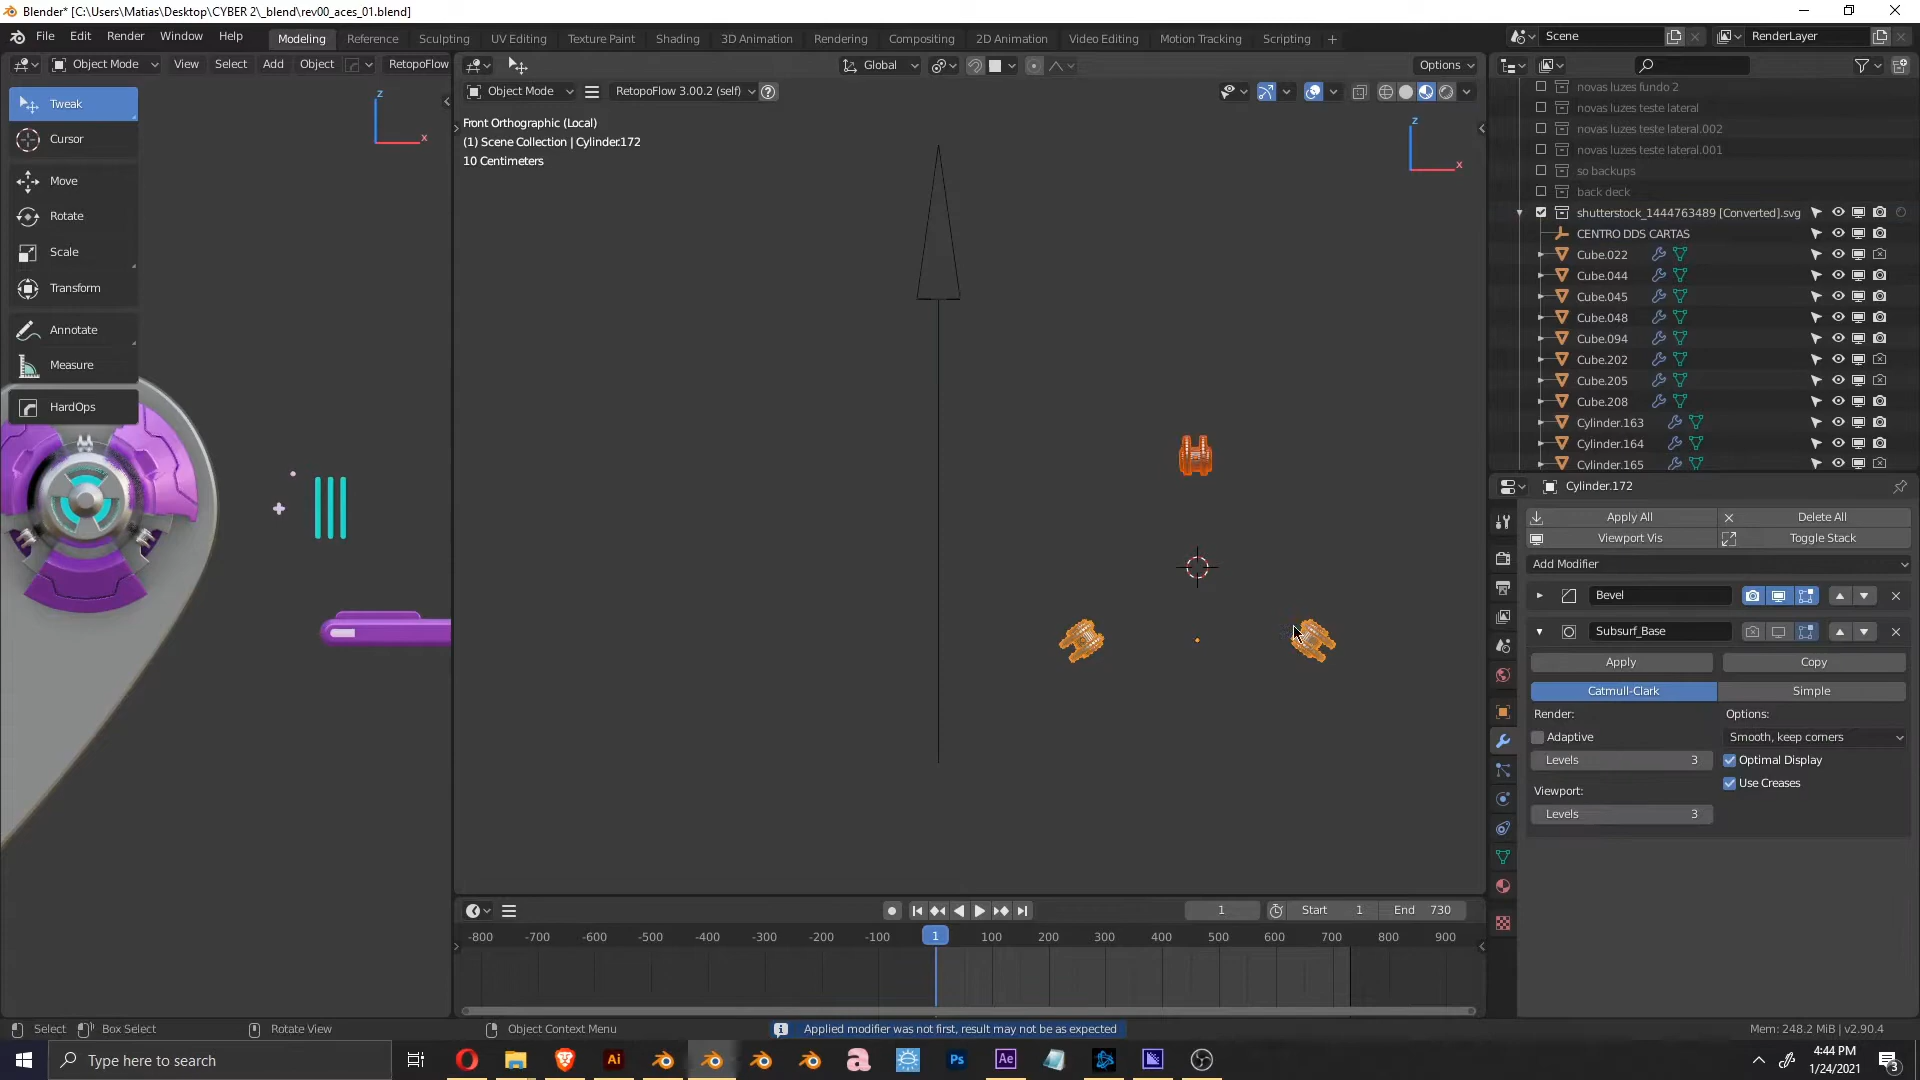 Blender* [C:\Users\Matias\Desktop\CYBER 2\_blend\rev00_aces_01.blend]
File Edit Render Window Help Modeling Reference Sculpting UV Editing Texture Paint Shading 3D Animation Rendering Compositing 2D Animation Video Editing Motion Tracking Scripting + Scene RenderLayer
Object Mode View Select Add Object RetopoFlow Global Options
Object Mode RetopoFlow 3.00.2 (self)
Tweak
Cursor
Move
Rotate
Scale
Transform
Annotate
Measure
HardOps
z
x
Front Orthographic (Local)
(1) Scene Collection | Cylinder.172
10 Centimeters
z
x
novas luzes fundo 2
novas luzes teste lateral
novas luzes teste lateral.002
novas luzes teste lateral.001
so backups
back deck
shutterstock_1444763489 [Converted].svg
CENTRO DDS CARTAS
Cube.022
Cube.044
Cube.045
Cube.048
Cube.094
Cube.202
Cube.205
Cube.208
Cylinder.163
Cylinder.164
Cylinder.165
Cylinder.172
Apply All Delete All
Viewport Vis Toggle Stack
Add Modifier
Bevel
Subsurf_Base
Apply Copy
Catmull-Clark Simple
Render: Options:
Adaptive Smooth, keep corners
Levels 3 Optimal Display
Use Creases
Viewport:
Levels 3
1 Start 1 End 730
-800 -700 -600 -500 -400 -300 -200 -100 1 100 200 300 400 500 600 700 800 900
Select Box Select Rotate View Object Context Menu Applied modifier was not first, result may not be as expected Mem: 248.2 MiB | v2.90.4
Type here to search Ai a Ps Ae
4:44 PM
1/24/2021
3